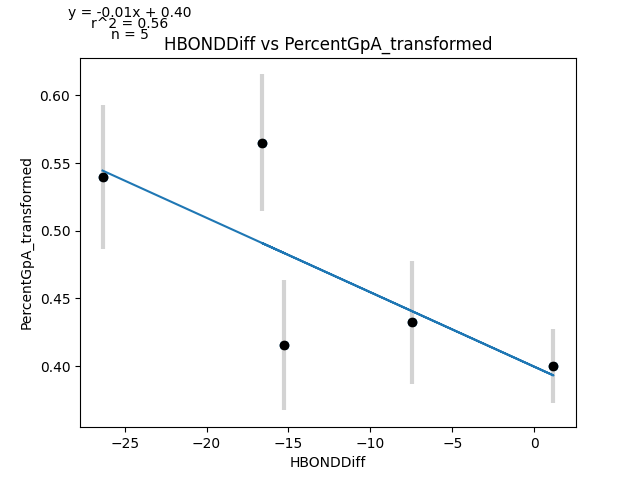 y = -0.01x + 0.40
r^2 = 0.56
n = 5
HBONDDiff vs PercentGpA_transformed
PercentGpA_transformed
0.60
0.55
0.50
0.45
0.40
−25
−20
−15
−10
−5
0
HBONDDiff